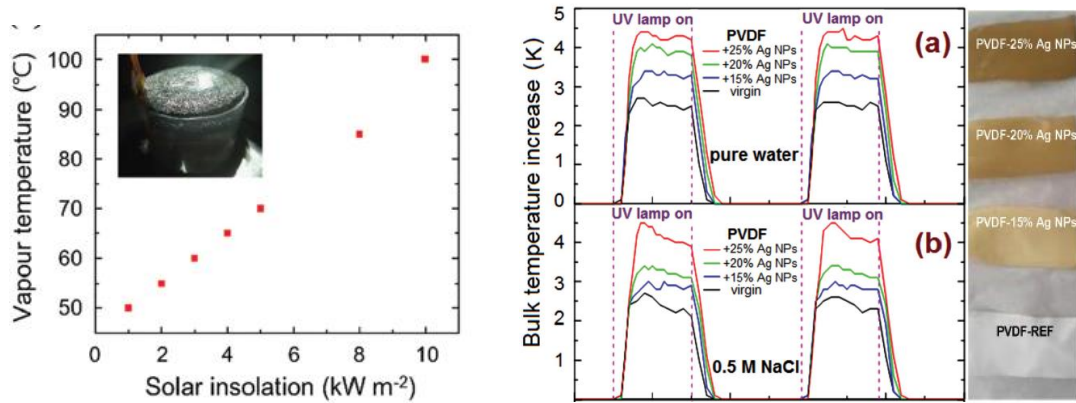 100
90
80
70
60
50
Vapour temperature (°C)
0 2 4 6 8 10
Solar insolation (kW m-2)
Bulk temperature increase (K)
UV lamp on UV lamp on
(a)
5
4
3
2
1
0
PVDF
+25% Ag NPs
+20% Ag NPs
+15% Ag NPs
virgin
pure water
UV lamp on UV lamp on
(b)
4
3
2
1
PVDF
+25% Ag NPs
+20% Ag NPs
+15% Ag NPs
virgin
0.5 M NaCl
PVDF-25% Ag NPs
PVDF-20% Ag NPs
PVDF-15% Ag NPs
PVDF-REF